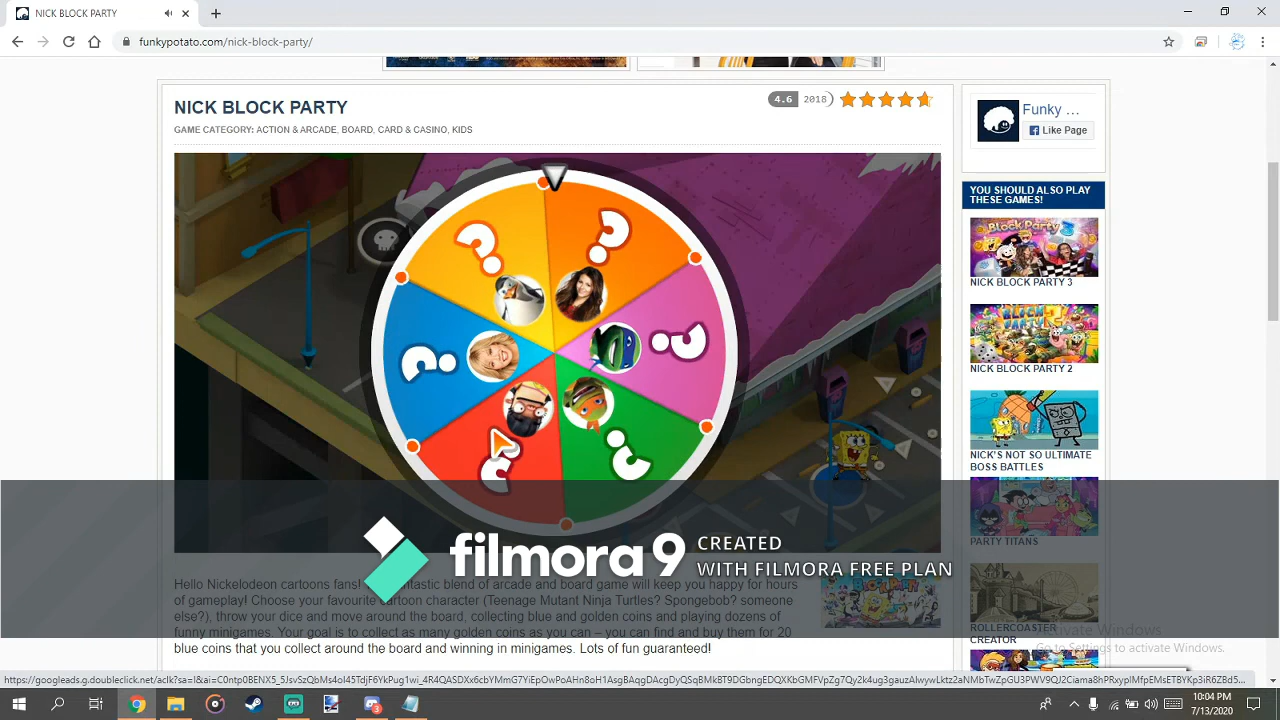 NICK BLOCK PARTY
funkypotato.com/nick-block-party/
NICK BLOCK PARTY
4.6
2018
GAME CATEGORY: ACTION & ARCADE, BOARD, CARD & CASINO, KIDS
Funky ...
Like Page
YOU SHOULD ALSO PLAY
THESE GAMES!
NICK BLOCK PARTY 3
NICK BLOCK PARTY 2
NICK'S NOT SO ULTIMATE
BOSS BATTLES
PARTY TITANS
ROLLERCOASTER
CREATOR
? ? ? ? ? ?
filmora 9
CREATED
WITH FILMORA FREE PLAN
Hello Nickelodeon cartoons fans! blend of arcade and board game will keep you happy for hours
of gameplay! Choose your favourite cartoon character (Teenage Mutant Ninja Turtles? Spongebob? someone
else?), throw your dice and move around the board, collecting blue and golden coins and playing dozens of
funny minigames. Your goal is to collect as many golden coins as you can – you can find and buy them for 20
blue coins that you collect around the board and winning in minigames. Lots of fun guaranteed!
Activate Windows
Go to Settings to activate Windows.
10:04 PM
7/13/2020